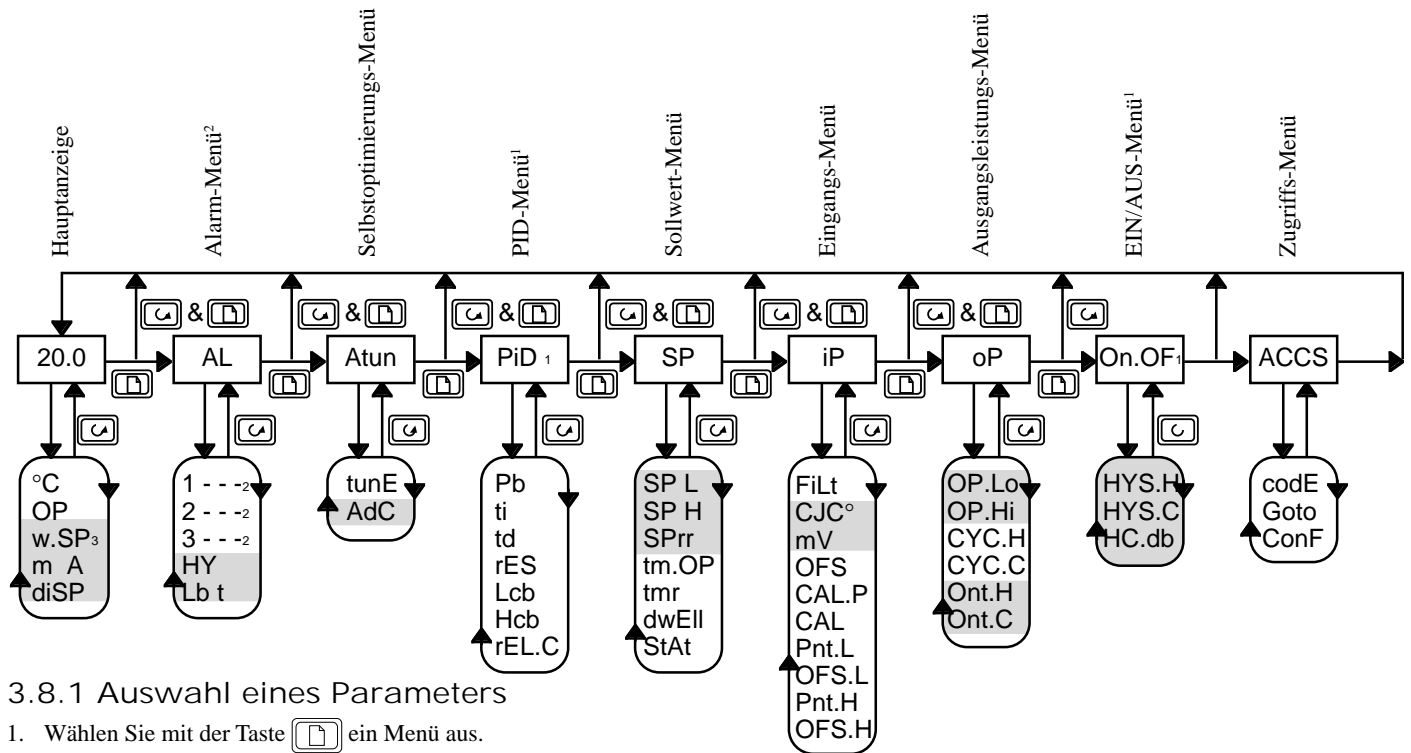 Hauptanzeige
Alarm-Menü²
Selbstoptimierungs-Menü
PID-Menü¹
Sollwert-Menü
Eingangs-Menü
Ausgangsleistungs-Menü
EIN/AUS-Menü¹
Zugriffs-Menü
& & & & & &
20.0 AL Atun PiD 1 SP iP oP On.OF1 ACCS
°C
OP
w.SP3
m A
diSP
1 - - -2
2 - - -2
3 - - -2
HY
Lb t
tunE
AdC
Pb
ti
td
rES
Lcb
Hcb
rEL.C
SP L
SP H
SPrr
tm.OP
tmr
dwEll
StAt
FiLt
CJC°
mV
OFS
CAL.P
CAL
Pnt.L
OFS.L
Pnt.H
OFS.H
OP.Lo
OP.Hi
CYC.H
CYC.C
Ont.H
Ont.C
HYS.H
HYS.C
HC.db
codE
Goto
ConF
3.8.1 Auswahl eines Parameters
1. Wählen Sie mit der Taste ein Menü aus.